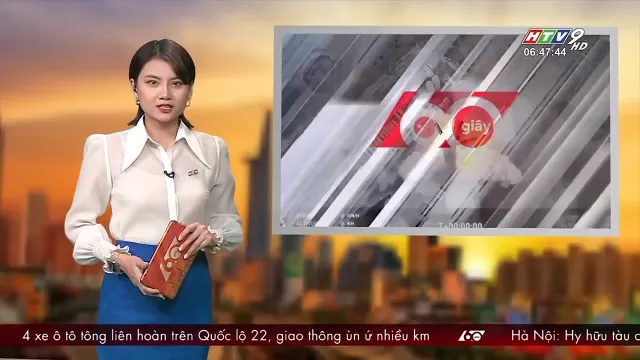 HTV9
HD
06:47:44
60 giây
60
4 xe ô tô tông liên hoàn trên Quốc lộ 22, giao thông ùn ứ nhiều km
60
Hà Nội: Hy hữu tàu